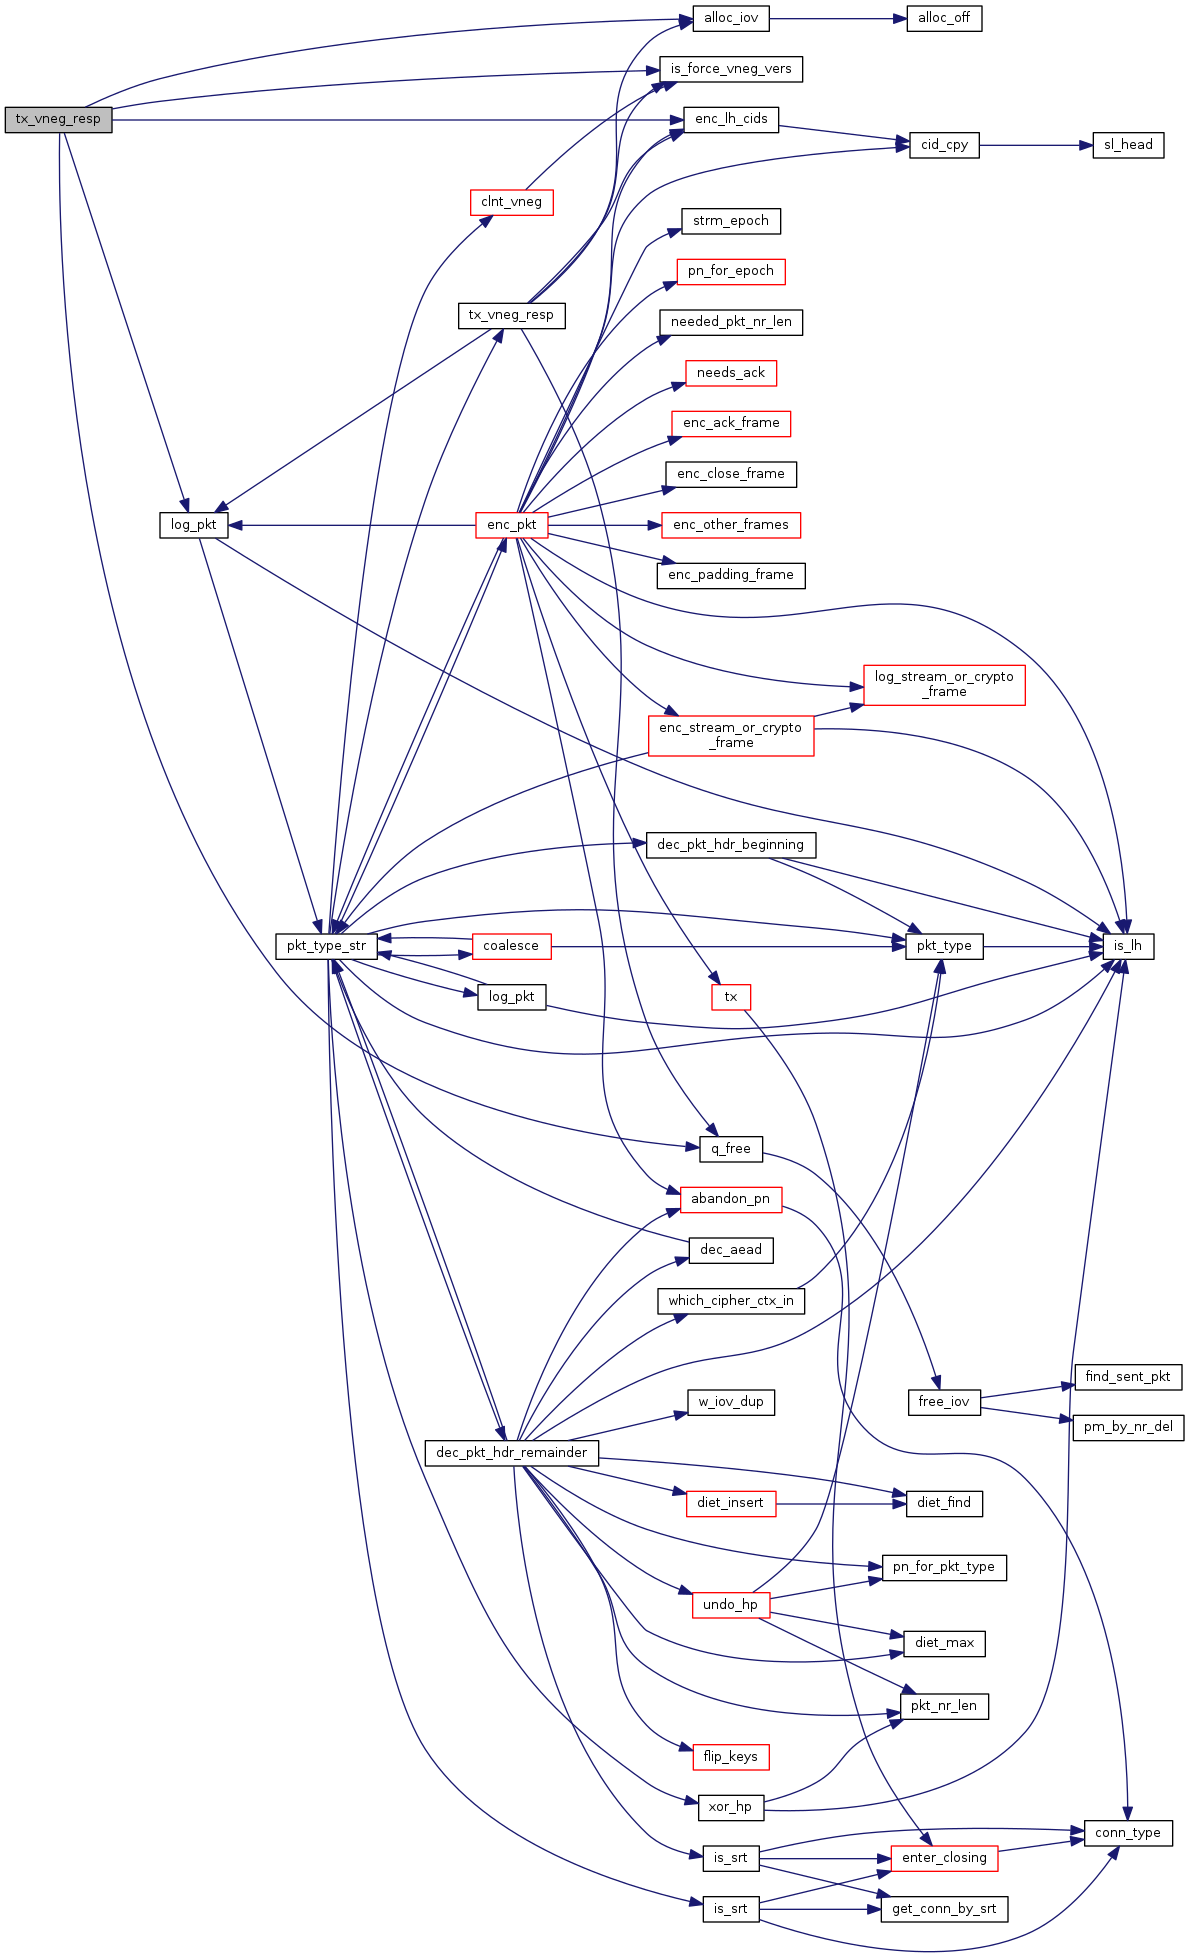 alloc_iov
alloc_off
is_force_vneg_vers
tx_vneg_resp
enc_lh_cids
cid_cpy
sl_head
clnt_vneg
strm_epoch
pn_for_epoch
tx_vneg_resp
needed_pkt_nr_len
needs_ack
enc_ack_frame
enc_close_frame
log_pkt
enc_pkt
enc_other_frames
enc_padding_frame
log_stream_or_crypto
_frame
enc_stream_or_crypto
_frame
dec_pkt_hdr_beginning
pkt_type_str
coalesce
pkt_type
is_lh
log_pkt
tx
q_free
abandon_pn
dec_aead
which_cipher_ctx_in
find_sent_pkt
w_iov_dup
free_iov
pm_by_nr_del
dec_pkt_hdr_remainder
diet_insert
diet_find
pn_for_pkt_type
undo_hp
diet_max
pkt_nr_len
flip_keys
xor_hp
conn_type
is_srt
enter_closing
is_srt
get_conn_by_srt